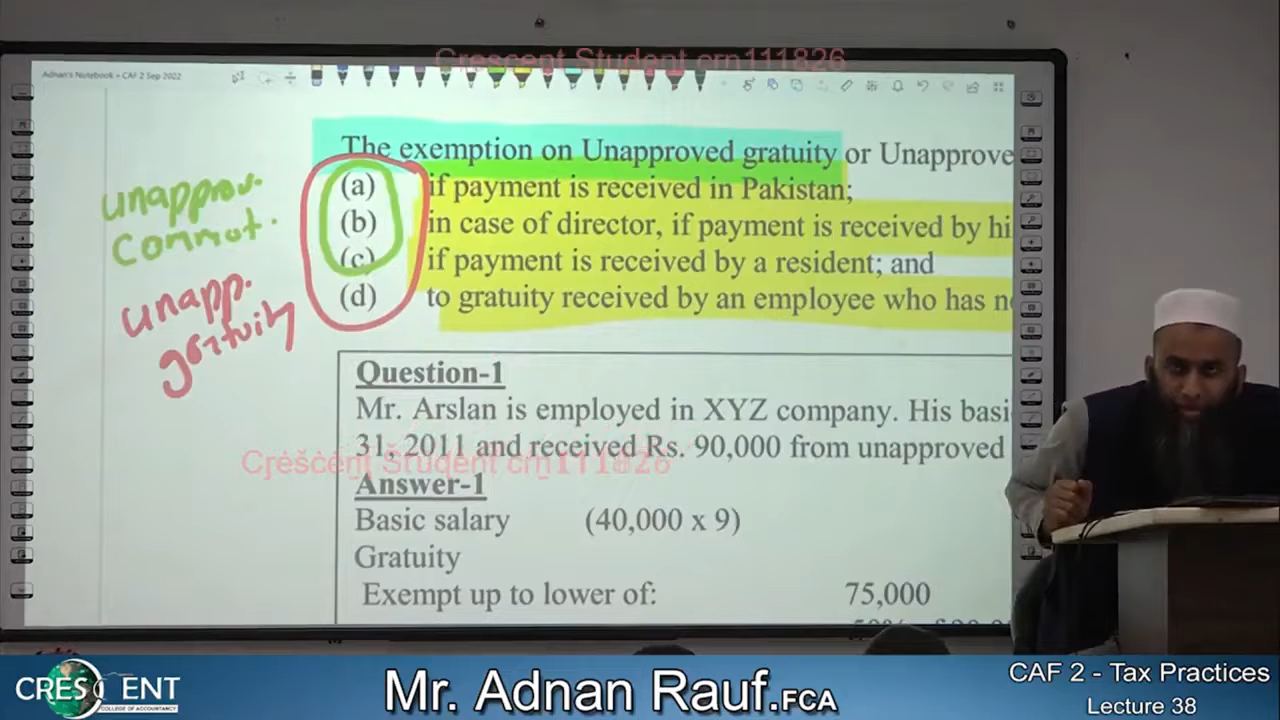 Crescent Student crn111826
Adnan's Notebook » CAF 2 Sep 2022
The exemption on Unapproved gratuity or Unapprove
(a) if payment is received in Pakistan;
(b) in case of director, if payment is received by hi
(c) if payment is received by a resident; and
(d) to gratuity received by an employee who has n
unapprov.
Commut.
unapp.
gratuity
Question-1
Mr. Arslan is employed in XYZ company. His basi
31, 2011 and received Rs. 90,000 from unapproved
Crescent Student crn111826
Answer-1
Basic salary (40,000 x 9)
Gratuity
Exempt up to lower of: 75,000
CRESCENT
COLLEGE OF ACCOUNTANCY
Mr. Adnan Rauf.FCA
CAF 2 - Tax Practices
Lecture 38